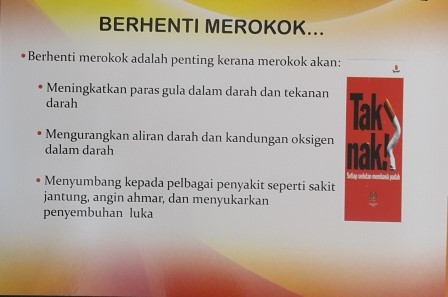 BERHENTI MEROKOK...
Berhenti merokok adalah penting kerana merokok akan:
Meningkatkan paras gula dalam darah dan tekanan
darah
Mengurangkan aliran darah dan kandungan oksigen
dalam darah
Menyumbang kepada pelbagai penyakit seperti sakit
jantung, angin ahmar, dan menyukarkan
penyembuhan luka
Tak
nak!
Setiap sedutan membawa padah